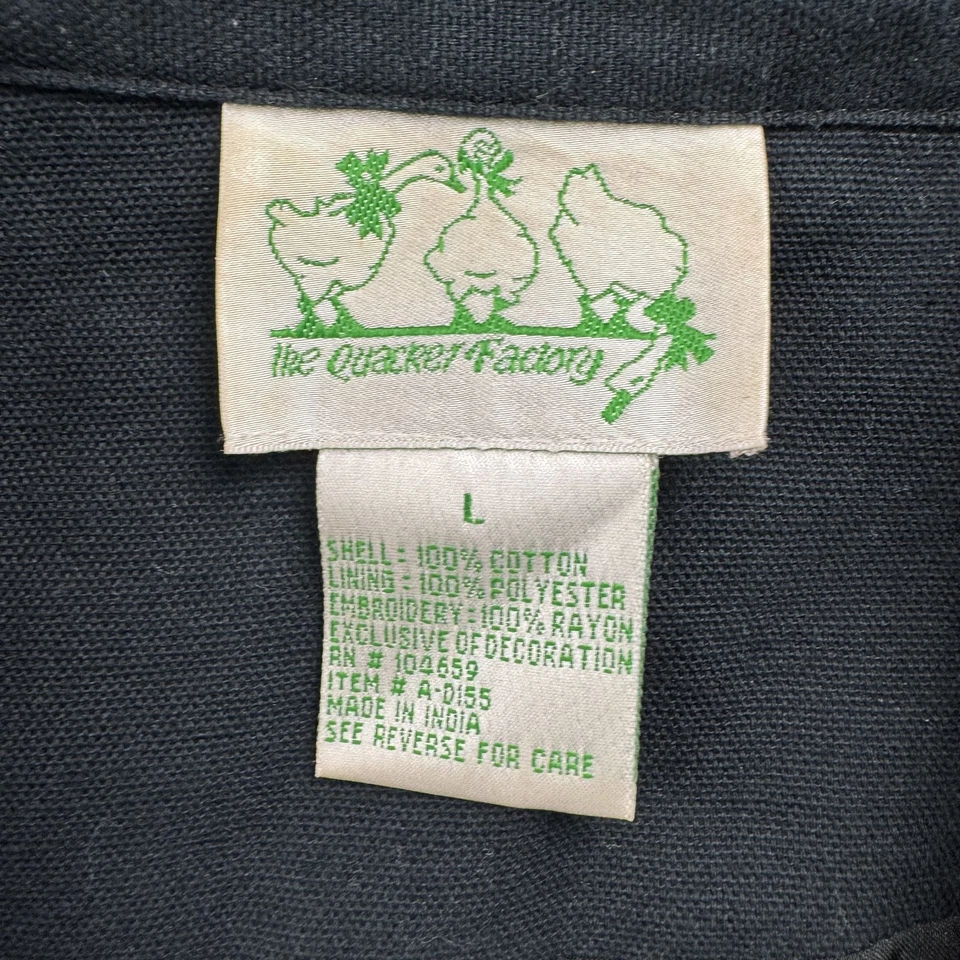 The Quacker Factory
L
SHELL : 100% COTTON
LINING : 100% POLYESTER
EMBROIDERY : 100% RAYON
EXCLUSIVE OF DECORATION
RN # 104659
ITEM # A-0155
MADE IN INDIA
SEE REVERSE FOR CARE